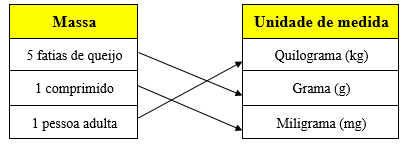 Massa
5 fatias de queijo
1 comprimido
1 pessoa adulta
Unidade de medida
Quilograma (kg)
Grama (g)
Miligrama (mg)